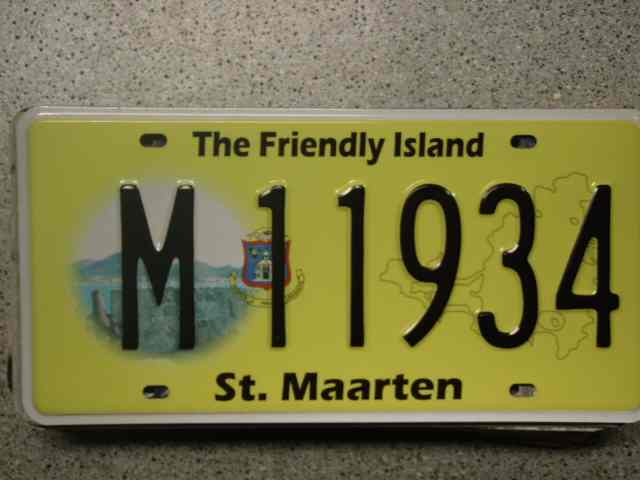 The Friendly Island
M 11934
St. Maarten